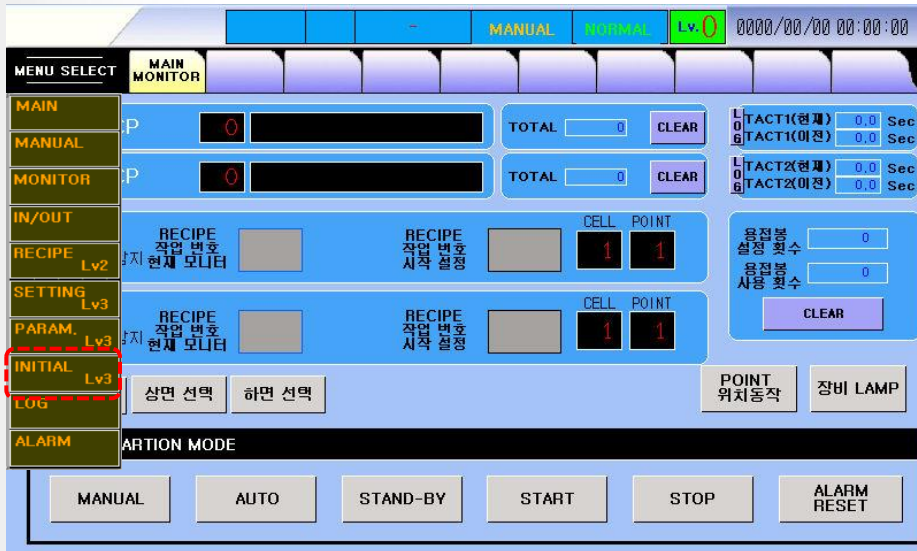 -
MANUAL
NORMAL
Lv.0
0000/00/00 00:00:00
MENU SELECT
MAIN
MONITOR
MAIN
MANUAL
MONITOR
IN/OUT
RECIPE
Lv2
SETTING
Lv3
PARAM.
Lv3
INITIAL
Lv3
LOG
ALARM
CP
0
TOTAL
0
CLEAR
LOG
TACT1(현재)
0.0
Sec
TACT1(이전)
0.0
Sec
CP
0
TOTAL
0
CLEAR
LOG
TACT2(현재)
0.0
Sec
TACT2(이전)
0.0
Sec
지
RECIPE
작업 번호
현재 모니터
RECIPE
작업 번호
시작 설정
CELL
POINT
1
1
용접봉
설정 횟수
0
용접봉
사용 횟수
0
CLEAR
지
RECIPE
작업 번호
현재 모니터
RECIPE
작업 번호
시작 설정
CELL
POINT
1
1
상면 선택
하면 선택
POINT
위치동작
장비 LAMP
ARTION MODE
MANUAL
AUTO
STAND-BY
START
STOP
ALARM
RESET